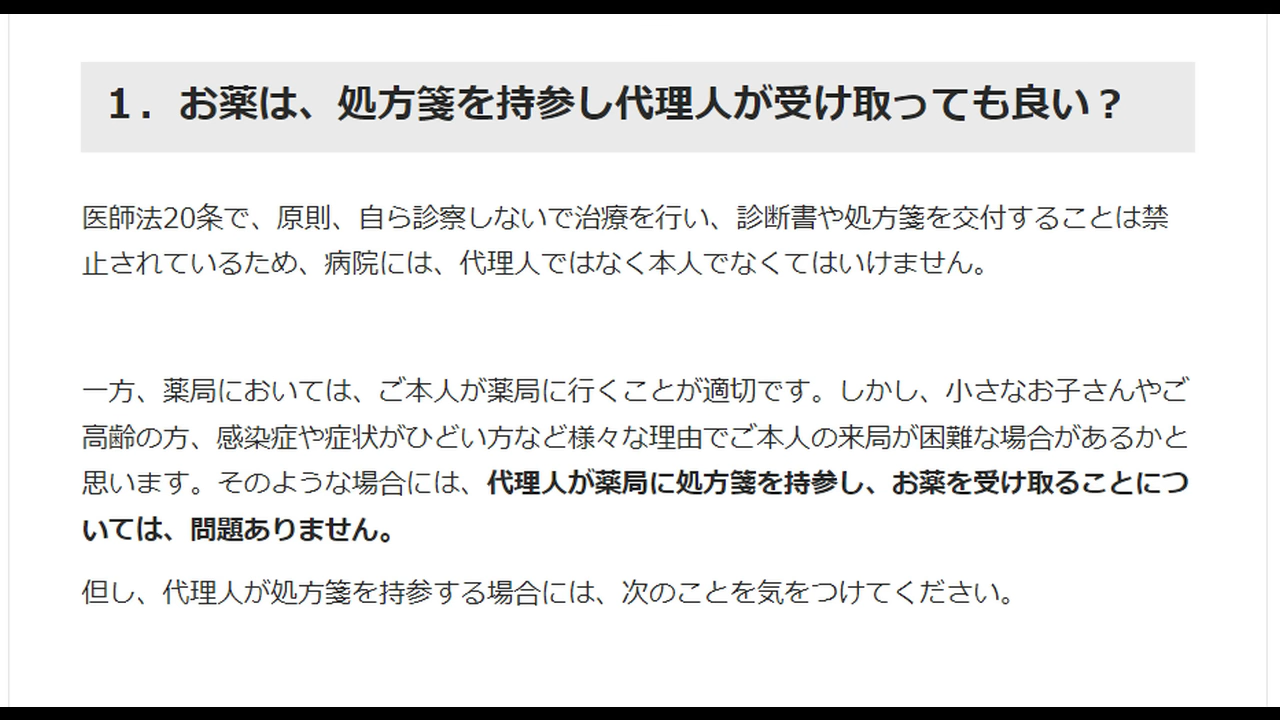 1．お薬は、処方箋を持参し代理人が受け取っても良い？
医師法20条で、原則、自ら診察しないで治療を行い、診断書や処方箋を交付することは禁
止されているため、病院には、代理人ではなく本人でなくてはいけません。
一方、薬局においては、ご本人が薬局に行くことが適切です。しかし、小さなお子さんやご
高齢の方、感染症や症状がひどい方など様々な理由でご本人の来局が困難な場合があるかと
思います。そのような場合には、代理人が薬局に処方箋を持参し、お薬を受け取ることにつ
いては、問題ありません。
但し、代理人が処方箋を持参する場合には、次のことを気をつけてください。